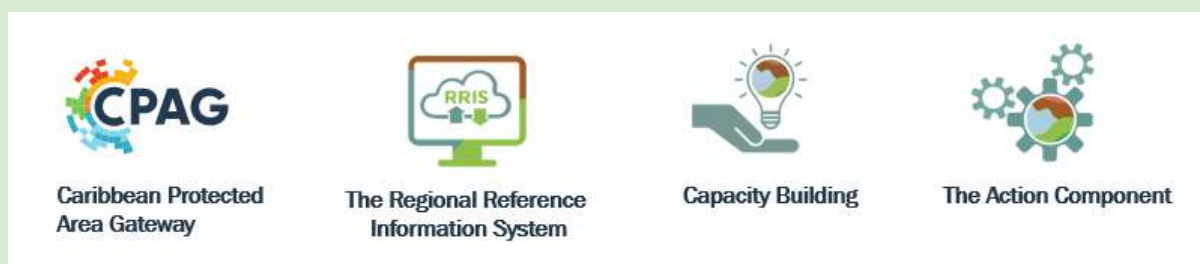 CPAG
Caribbean Protected
Area Gateway
RRIS
The Regional Reference
Information System
Capacity Building
The Action Component